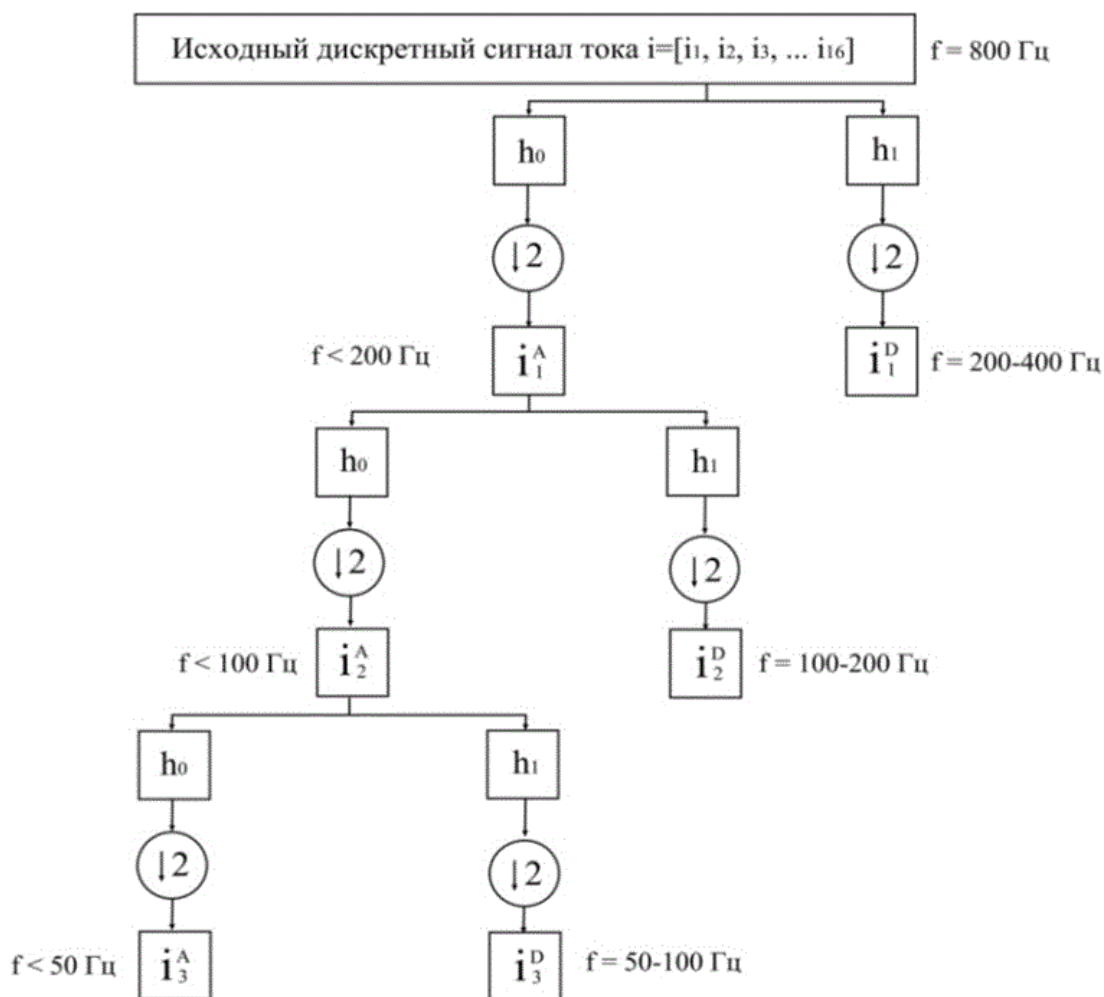 Исходный дискретный сигнал тока i=[i₁, i₂, i₃, ... i₁₆]
f = 800 Гц
h₀
h₁
↓2
↓2
f < 200 Гц
i₁ᴬ
i₁ᴰ
f = 200-400 Гц
h₀
h₁
↓2
↓2
f < 100 Гц
i₂ᴬ
i₂ᴰ
f = 100-200 Гц
h₀
h₁
↓2
↓2
f < 50 Гц
i₃ᴬ
i₃ᴰ
f = 50-100 Гц